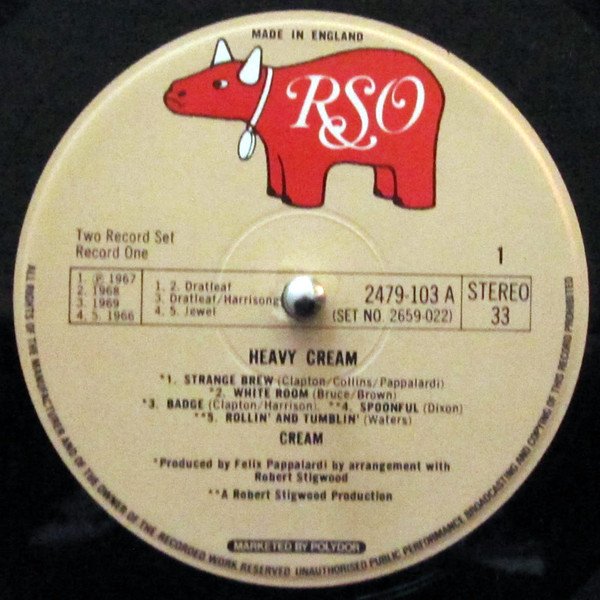 MADE IN ENGLAND
RSO
Two Record Set
Record One
1
1. ℗ 1967
2. 1968
3. 1969
4. 5. 1966
1. 2. Dratleaf
3. Dratleaf/Harrisong
4. 5. Jewel
2479-103 A
(SET NO. 2659-022)
STEREO
33
HEAVY CREAM
*1. STRANGE BREW (Clapton/Collins/Pappalardi)
*2. WHITE ROOM (Bruce/Brown)
*3. BADGE (Clapton/Harrison). **4. SPOONFUL (Dixon)
**5. ROLLIN' AND TUMBLIN' (Waters)
CREAM
*Produced by Felix Pappalardi by arrangement with
Robert Stigwood
**A Robert Stigwood Production
MARKETED BY POLYDOR
ALL RIGHTS OF THE MANUFACTURER AND OF THE OWNER OF THE RECORDED WORK RESERVED. UNAUTHORISED PUBLIC PERFORMANCE BROADCASTING AND COPYING OF THIS RECORD PROHIBITED